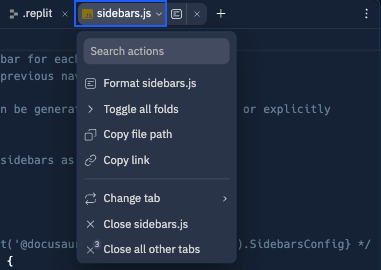 .replit
sidebars.js
bar for each
previous nav
n be genera
or explicitly
sidebars as
t('@docusau
).SidebarsConfig} */
{
Search actions
Format sidebars.js
Toggle all folds
Copy file path
Copy link
Change tab
Close sidebars.js
3
Close all other tabs